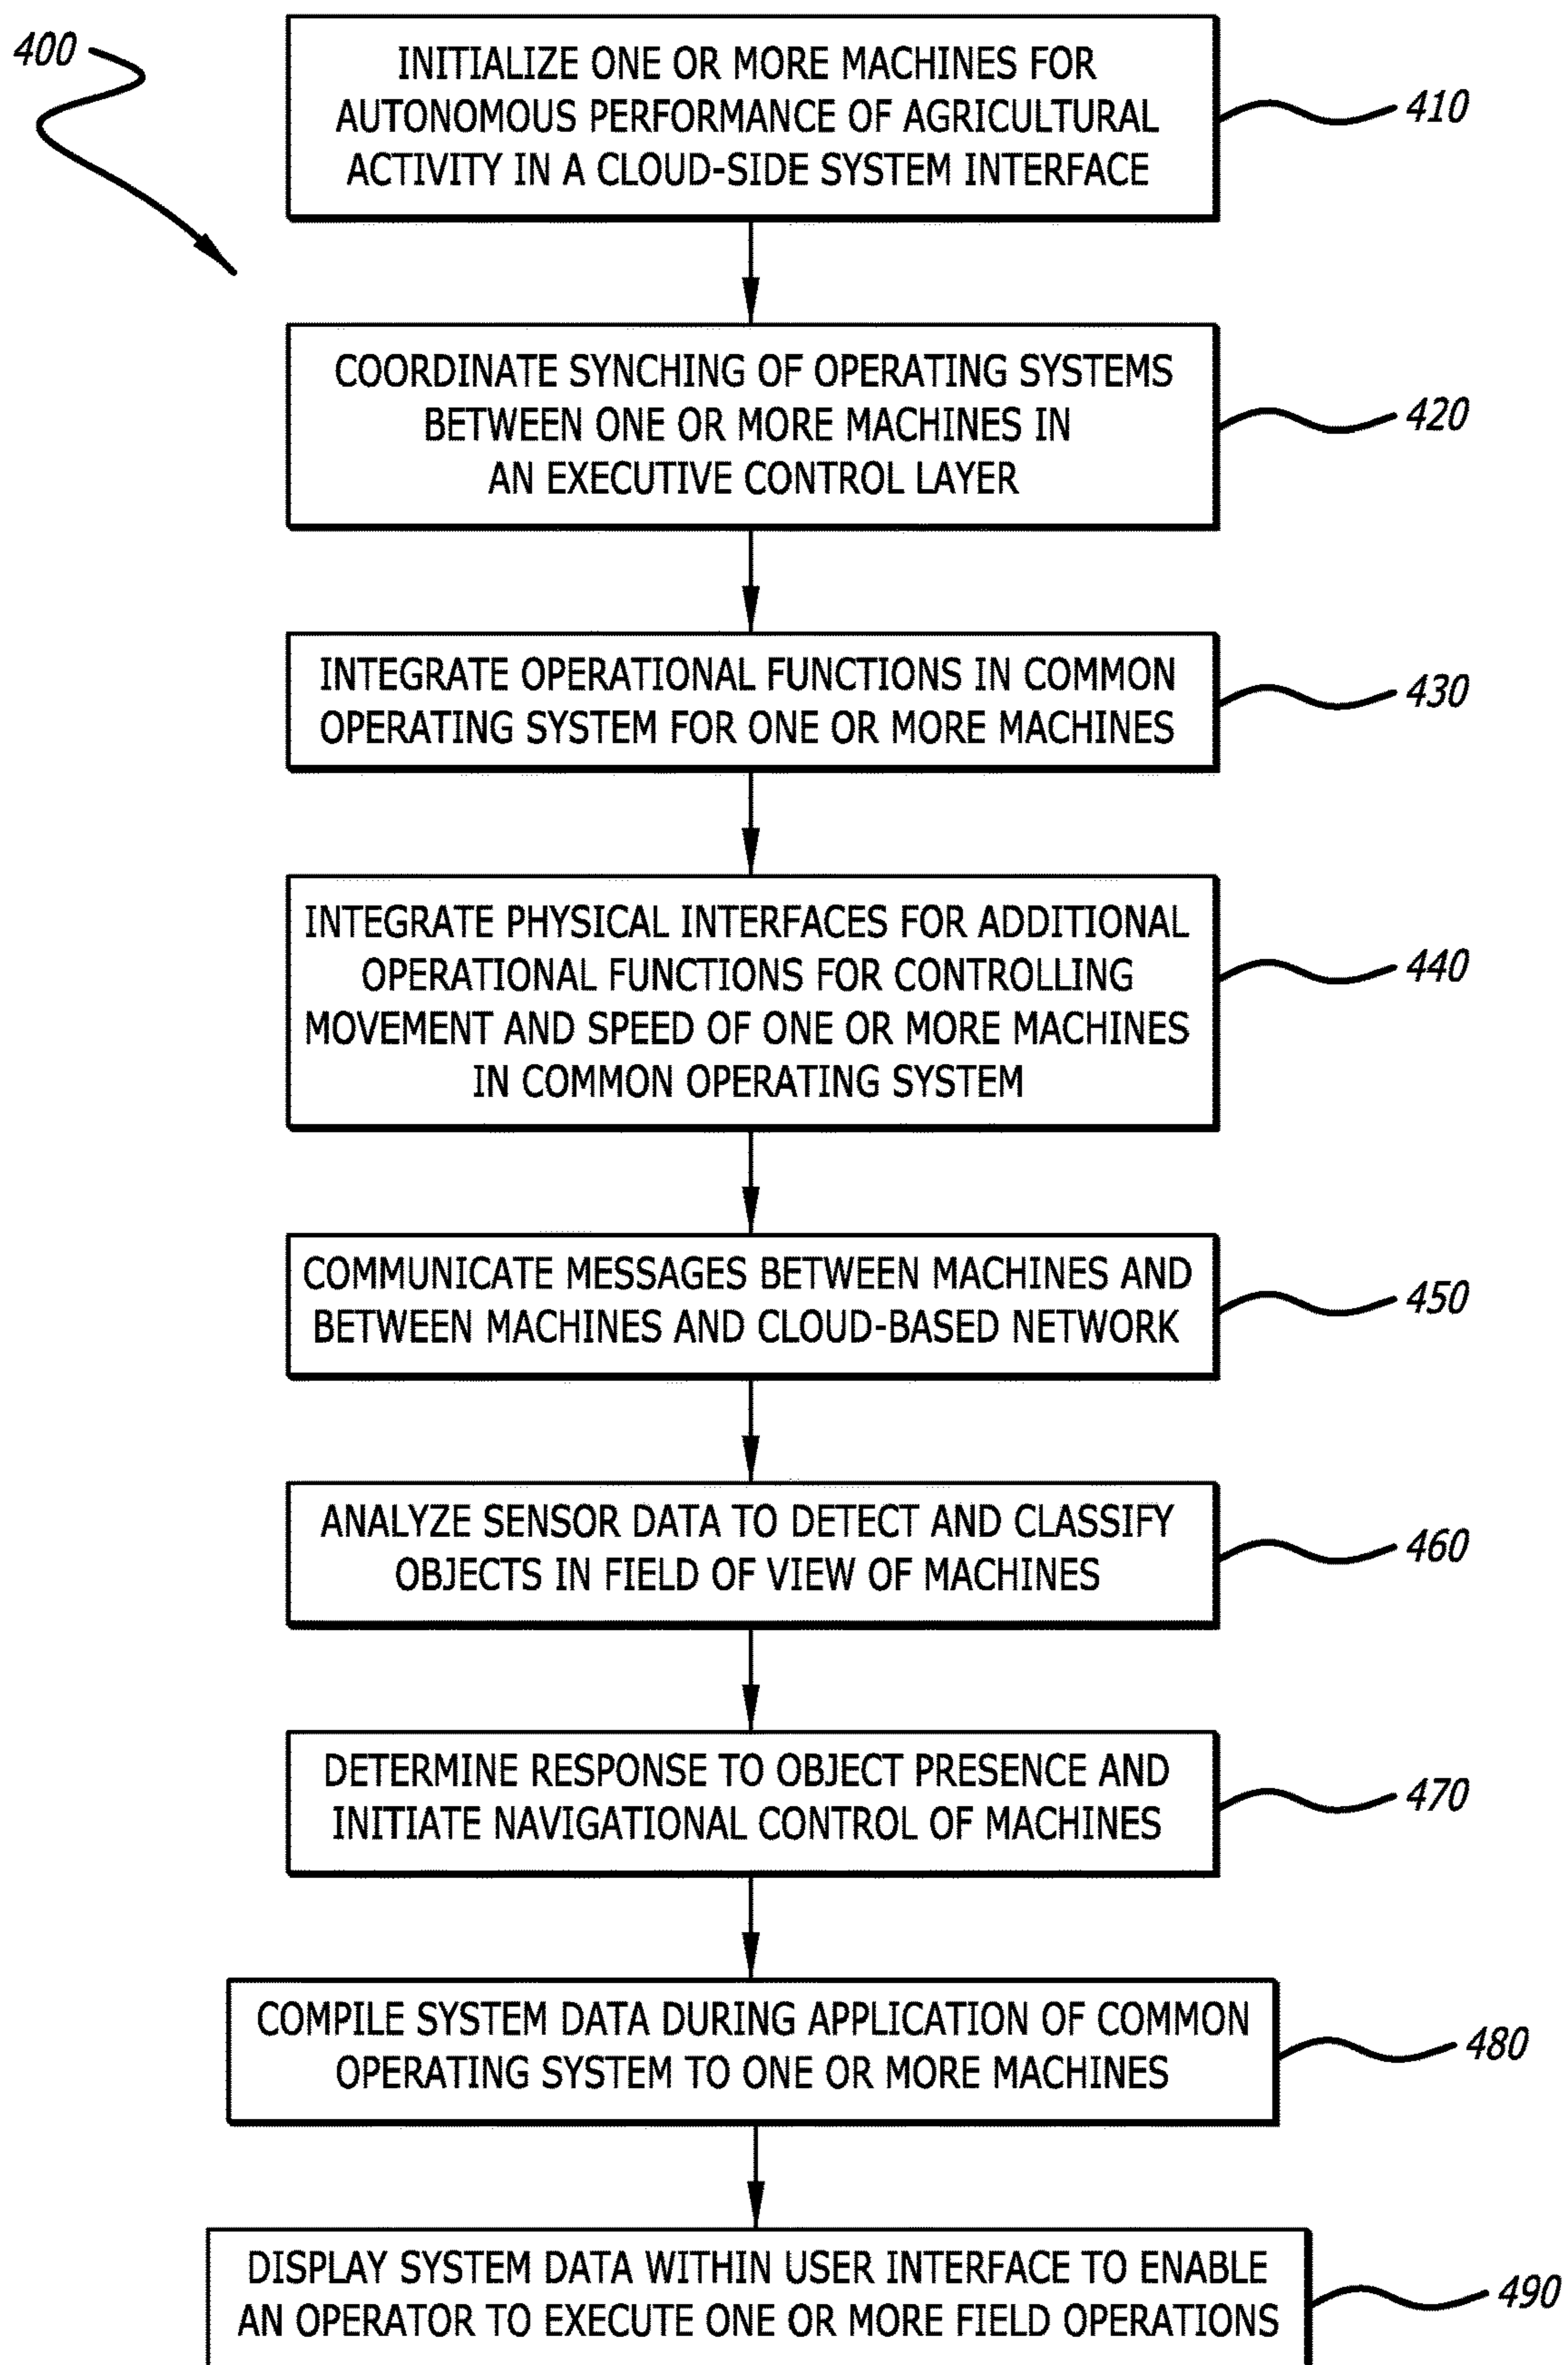 400
INITIALIZE ONE OR MORE MACHINES FOR
AUTONOMOUS PERFORMANCE OF AGRICULTURAL
ACTIVITY IN A CLOUD-SIDE SYSTEM INTERFACE
410
COORDINATE SYNCHING OF OPERATING SYSTEMS
BETWEEN ONE OR MORE MACHINES IN
AN EXECUTIVE CONTROL LAYER
420
INTEGRATE OPERATIONAL FUNCTIONS IN COMMON
OPERATING SYSTEM FOR ONE OR MORE MACHINES
430
INTEGRATE PHYSICAL INTERFACES FOR ADDITIONAL
OPERATIONAL FUNCTIONS FOR CONTROLLING
MOVEMENT AND SPEED OF ONE OR MORE MACHINES
IN COMMON OPERATING SYSTEM
440
COMMUNICATE MESSAGES BETWEEN MACHINES AND
BETWEEN MACHINES AND CLOUD-BASED NETWORK
450
ANALYZE SENSOR DATA TO DETECT AND CLASSIFY
OBJECTS IN FIELD OF VIEW OF MACHINES
460
DETERMINE RESPONSE TO OBJECT PRESENCE AND
INITIATE NAVIGATIONAL CONTROL OF MACHINES
470
COMPILE SYSTEM DATA DURING APPLICATION OF COMMON
OPERATING SYSTEM TO ONE OR MORE MACHINES
480
DISPLAY SYSTEM DATA WITHIN USER INTERFACE TO ENABLE
AN OPERATOR TO EXECUTE ONE OR MORE FIELD OPERATIONS
490